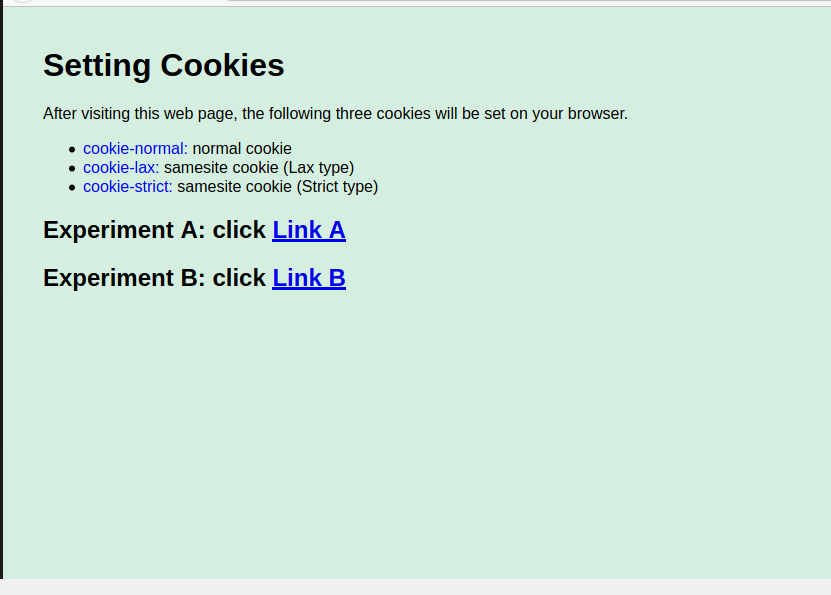 Setting Cookies
After visiting this web page, the following three cookies will be set on your browser.
cookie-normal: normal cookie
cookie-lax: samesite cookie (Lax type)
cookie-strict: samesite cookie (Strict type)
Experiment A: click Link A
Experiment B: click Link B